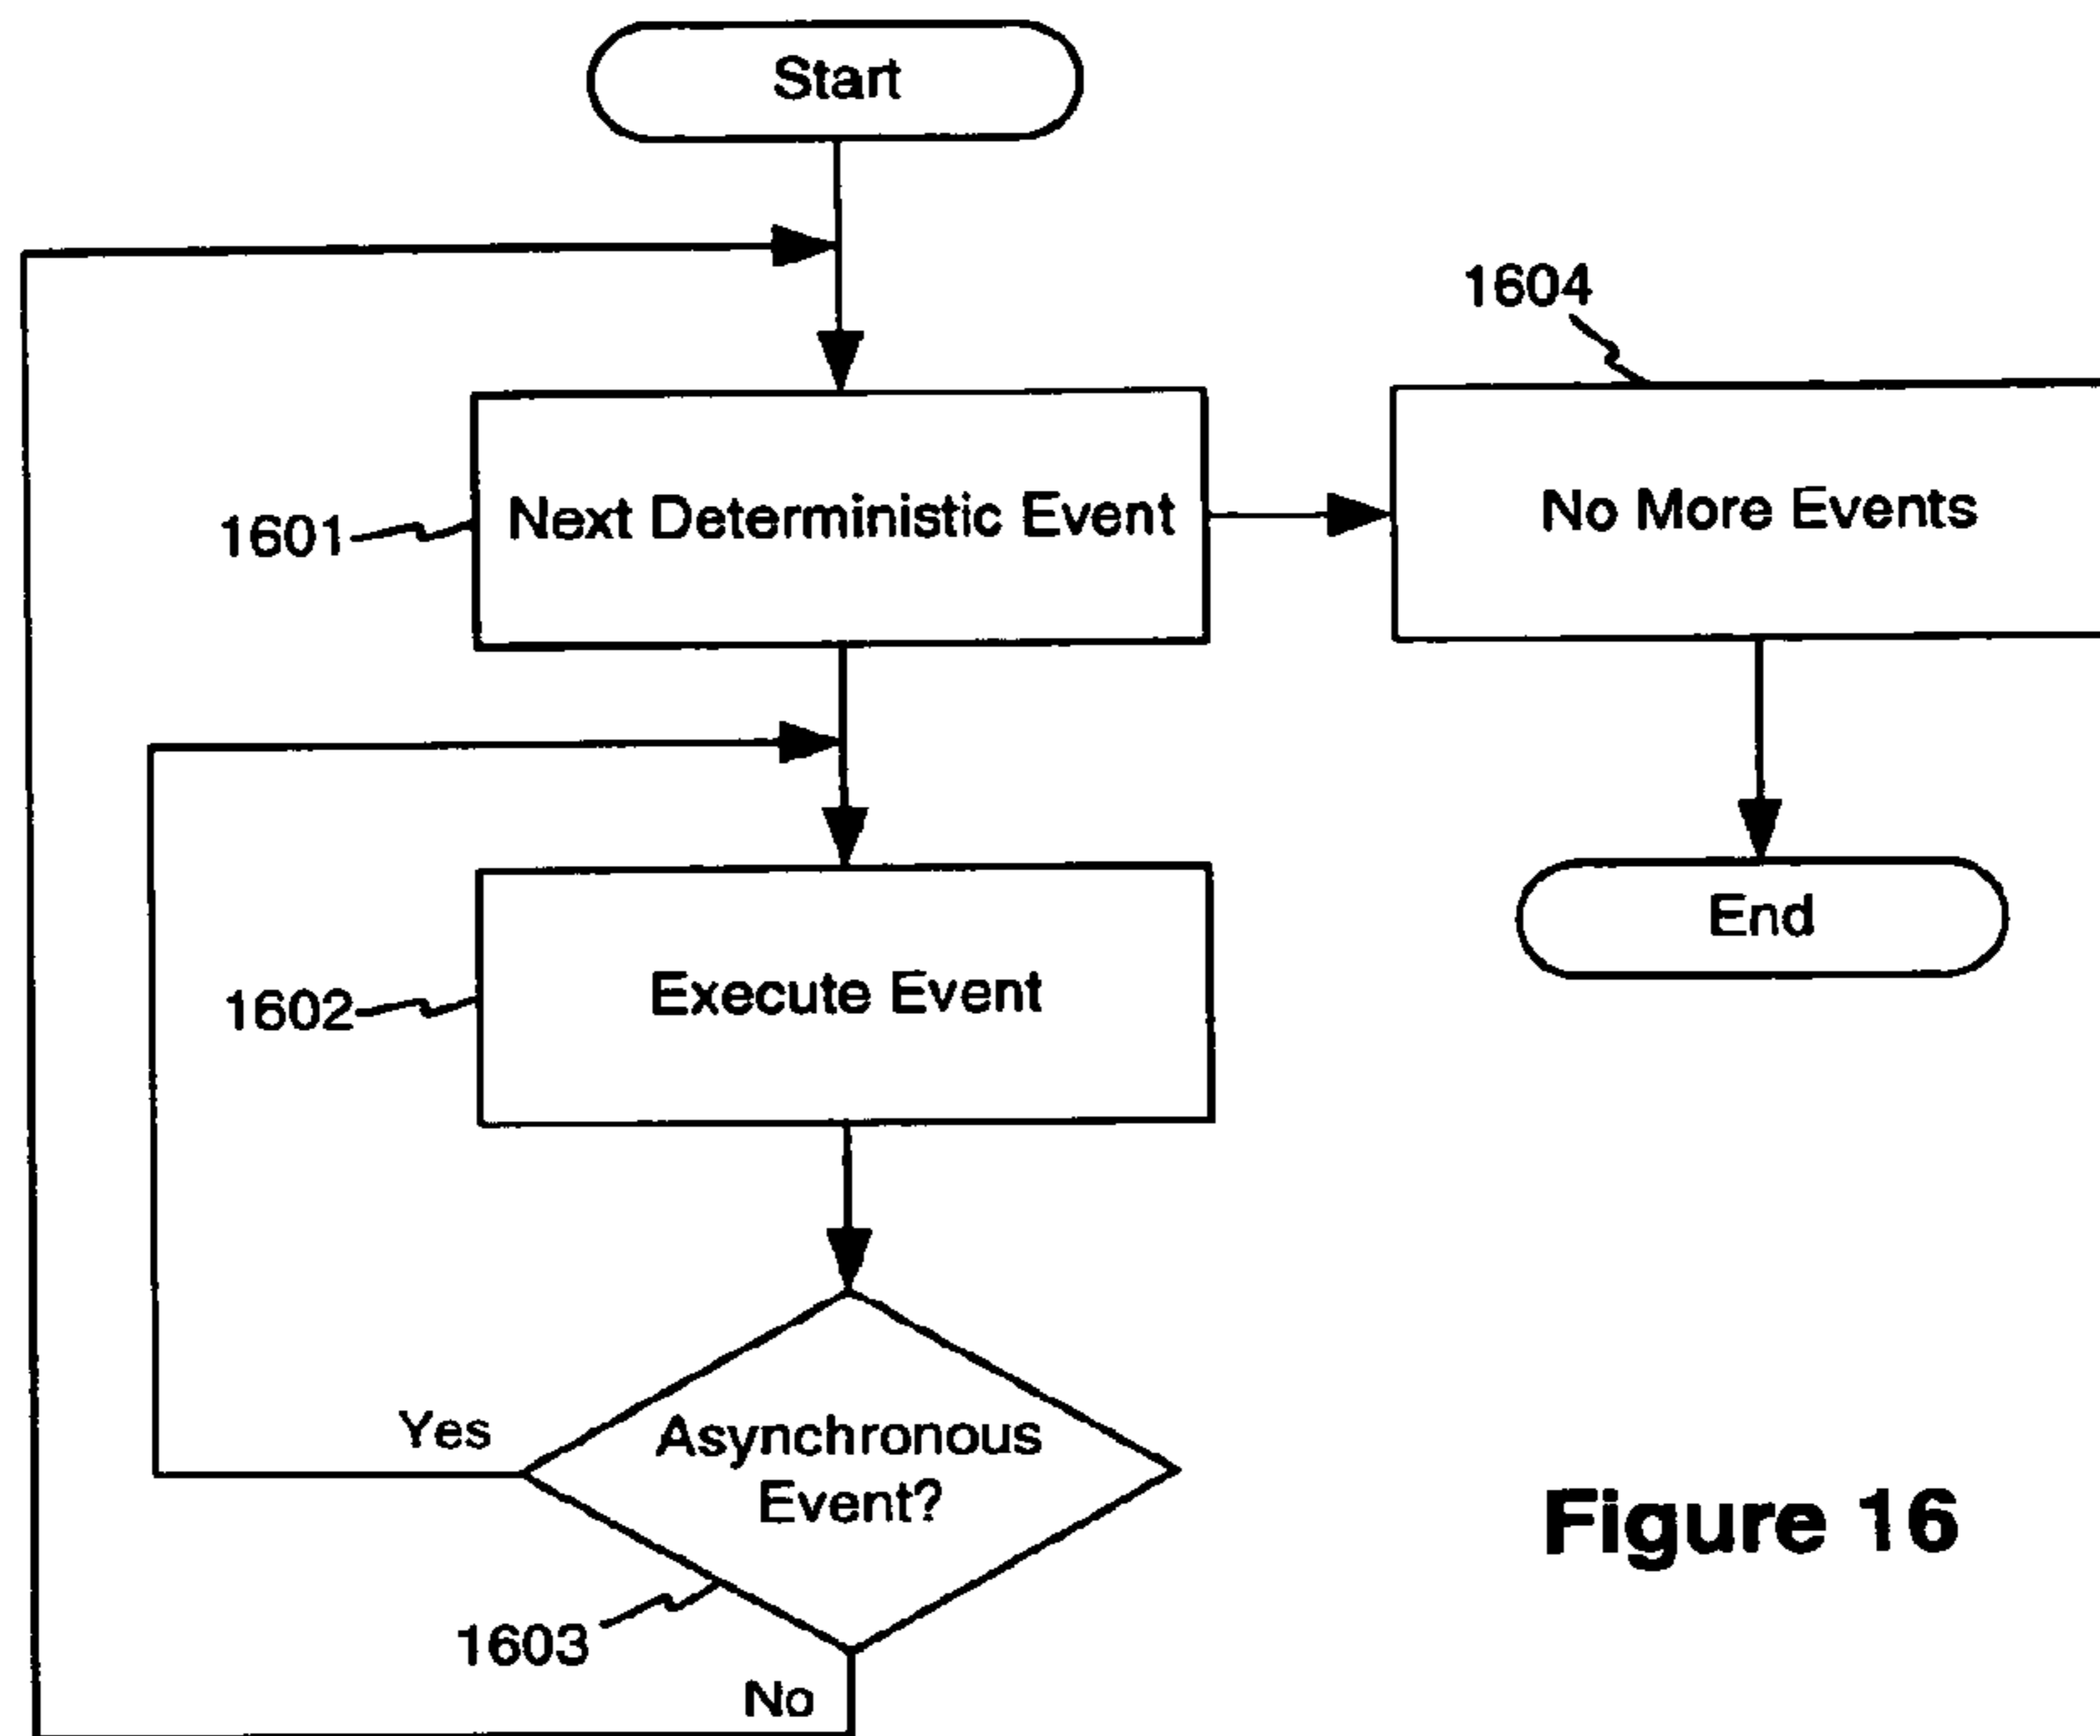 Start
1604
1601
Next Deterministic Event
No More Events
1602
Execute Event
End
Yes
Asynchronous
Event?
1603
No
Figure 16